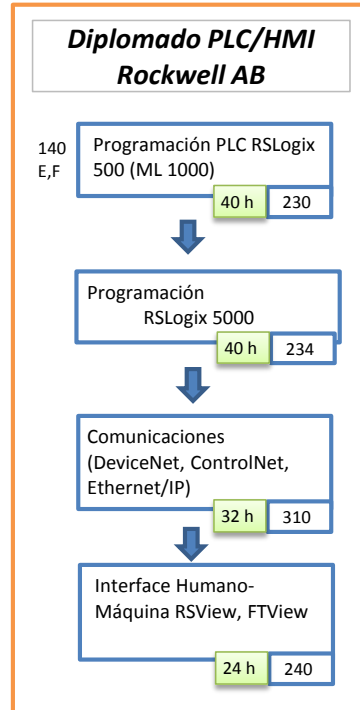 Diplomado PLC/HMI
Rockwell AB
140
E,F
Programación PLC RSLogix
500 (ML 1000)
40 h
230
Programación
RSLogix 5000
40 h
234
Comunicaciones
(DeviceNet, ControlNet,
Ethernet/IP)
32 h
310
Interface Humano-
Máquina RSView, FTView
24 h
240